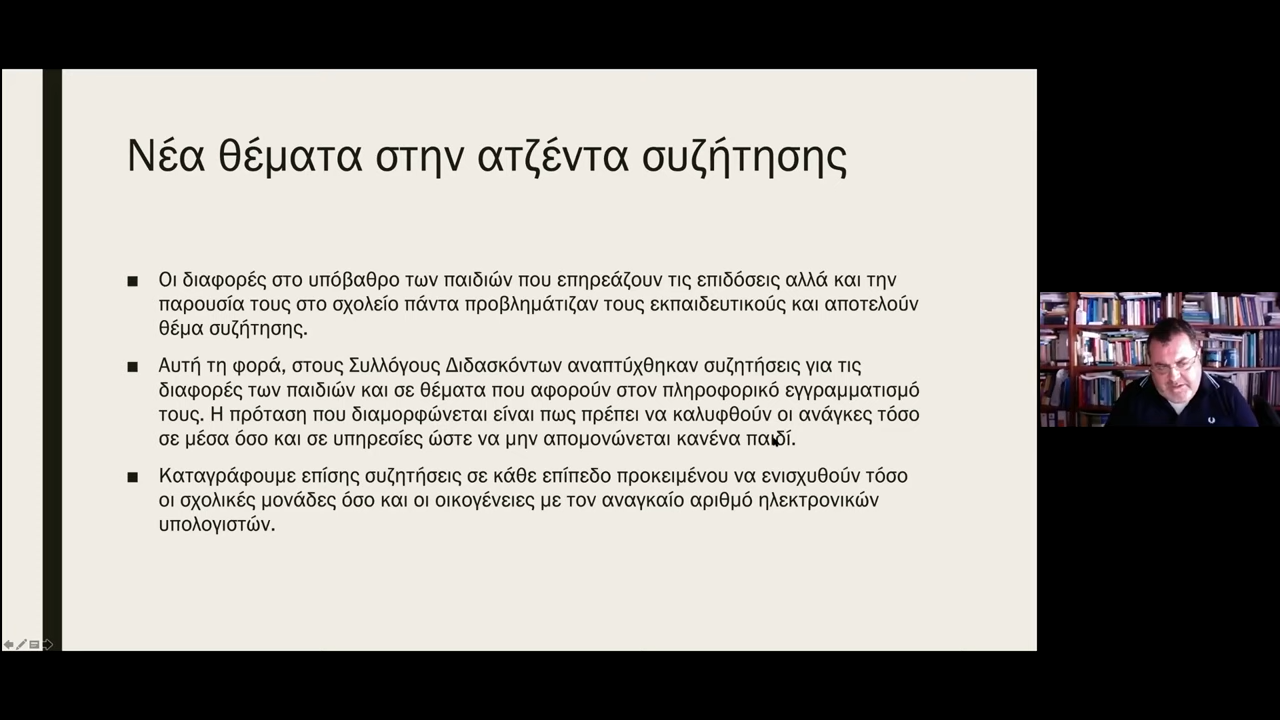 Νέα θέματα στην ατζέντα συζήτησης
■ Οι διαφορές στο υπόβαθρο των παιδιών που επηρεάζουν τις επιδόσεις αλλά και την
παρουσία τους στο σχολείο πάντα προβλημάτιζαν τους εκπαιδευτικούς και αποτελούν
θέμα συζήτησης.
■ Αυτή τη φορά, στους Συλλόγους Διδασκόντων αναπτύχθηκαν συζητήσεις για τις
διαφορές των παιδιών και σε θέματα που αφορούν στον πληροφορικό εγγραμματισμό
τους. Η πρόταση που διαμορφώνεται είναι πως πρέπει να καλυφθούν οι ανάγκες τόσο
σε μέσα όσο και σε υπηρεσίες ώστε να μην απομονώνεται κανένα παιδί.
■ Καταγράφουμε επίσης συζητήσεις σε κάθε επίπεδο προκειμένου να ενισχυθούν τόσο
οι σχολικές μονάδες όσο και οι οικογένειες με τον αναγκαίο αριθμό ηλεκτρονικών
υπολογιστών.